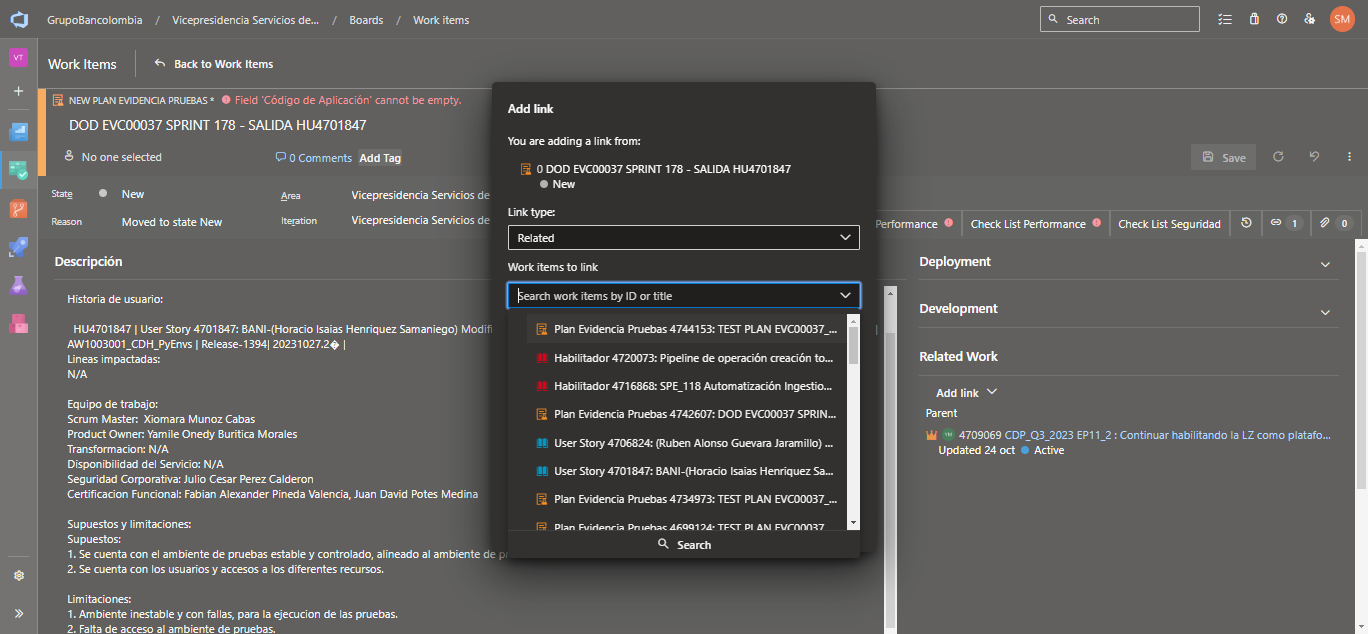 GrupoBancolombia / Vicepresidencia Servicios de... / Boards / Work items
Search
SM
VT
Work Items
Back to Work Items
NEW PLAN EVIDENCIA PRUEBAS * Field 'Código de Aplicación' cannot be empty.
DOD EVC00037 SPRINT 178 - SALIDA HU4701847
No one selected
0 Comments
Add Tag
Save
State
New
Area
Vicepresidencia Servicios de
Reason
Moved to state New
Iteration
Vicepresidencia Servicios de
Performance
Check List Performance
Check List Seguridad
1
0
Descripción
Historia de usuario:
HU4701847 | User Story 4701847: BANI-(Horacio Isaias Henriquez Samaniego) Modifi
AW1003001_CDH_PyEnvs | Release-1394| 20231027.2� |
Lineas impactadas:
N/A
Equipo de trabajo:
Scrum Master:  Xiomara Munoz Cabas
Product Owner: Yamile Onedy Buritica Morales
Transformacion: N/A
Disponibilidad del Servicio: N/A
Seguridad Corporativa: Julio Cesar Perez Calderon
Certificacion Funcional: Fabian Alexander Pineda Valencia, Juan David Potes Medina
Supuestos y limitaciones:
Supuestos:
1. Se cuenta con el ambiente de pruebas estable y controlado, alineado al ambiente de p
2. Se cuenta con los usuarios y accesos a los diferentes recursos.
Limitaciones:
1. Ambiente inestable y con fallas, para la ejecucion de las pruebas.
2. Falta de acceso al ambiente de pruebas.
Add link
You are adding a link from:
0 DOD EVC00037 SPRINT 178 - SALIDA HU4701847
New
Link type:
Related
Work items to link
Search work items by ID or title
Plan Evidencia Pruebas 4744153: TEST PLAN EVC00037_...
Habilitador 4720073: Pipeline de operación creación to...
Habilitador 4716868: SPE_118 Automatización Ingestio...
Plan Evidencia Pruebas 4742607: DOD EVC00037 SPRIN...
User Story 4706824: (Ruben Alonso Guevara Jaramillo) ...
User Story 4701847: BANI-(Horacio Isaias Henriquez Sa...
Plan Evidencia Pruebas 4734973: TEST PLAN EVC00037_...
Plan Evidencia Pruebas 4699124: TEST PLAN EVC00037
Search
Deployment
Development
Related Work
Add link
Parent
YM
4709069 CDP_Q3_2023 EP11_2 : Continuar habilitando la LZ como platafo...
Updated 24 oct
Active